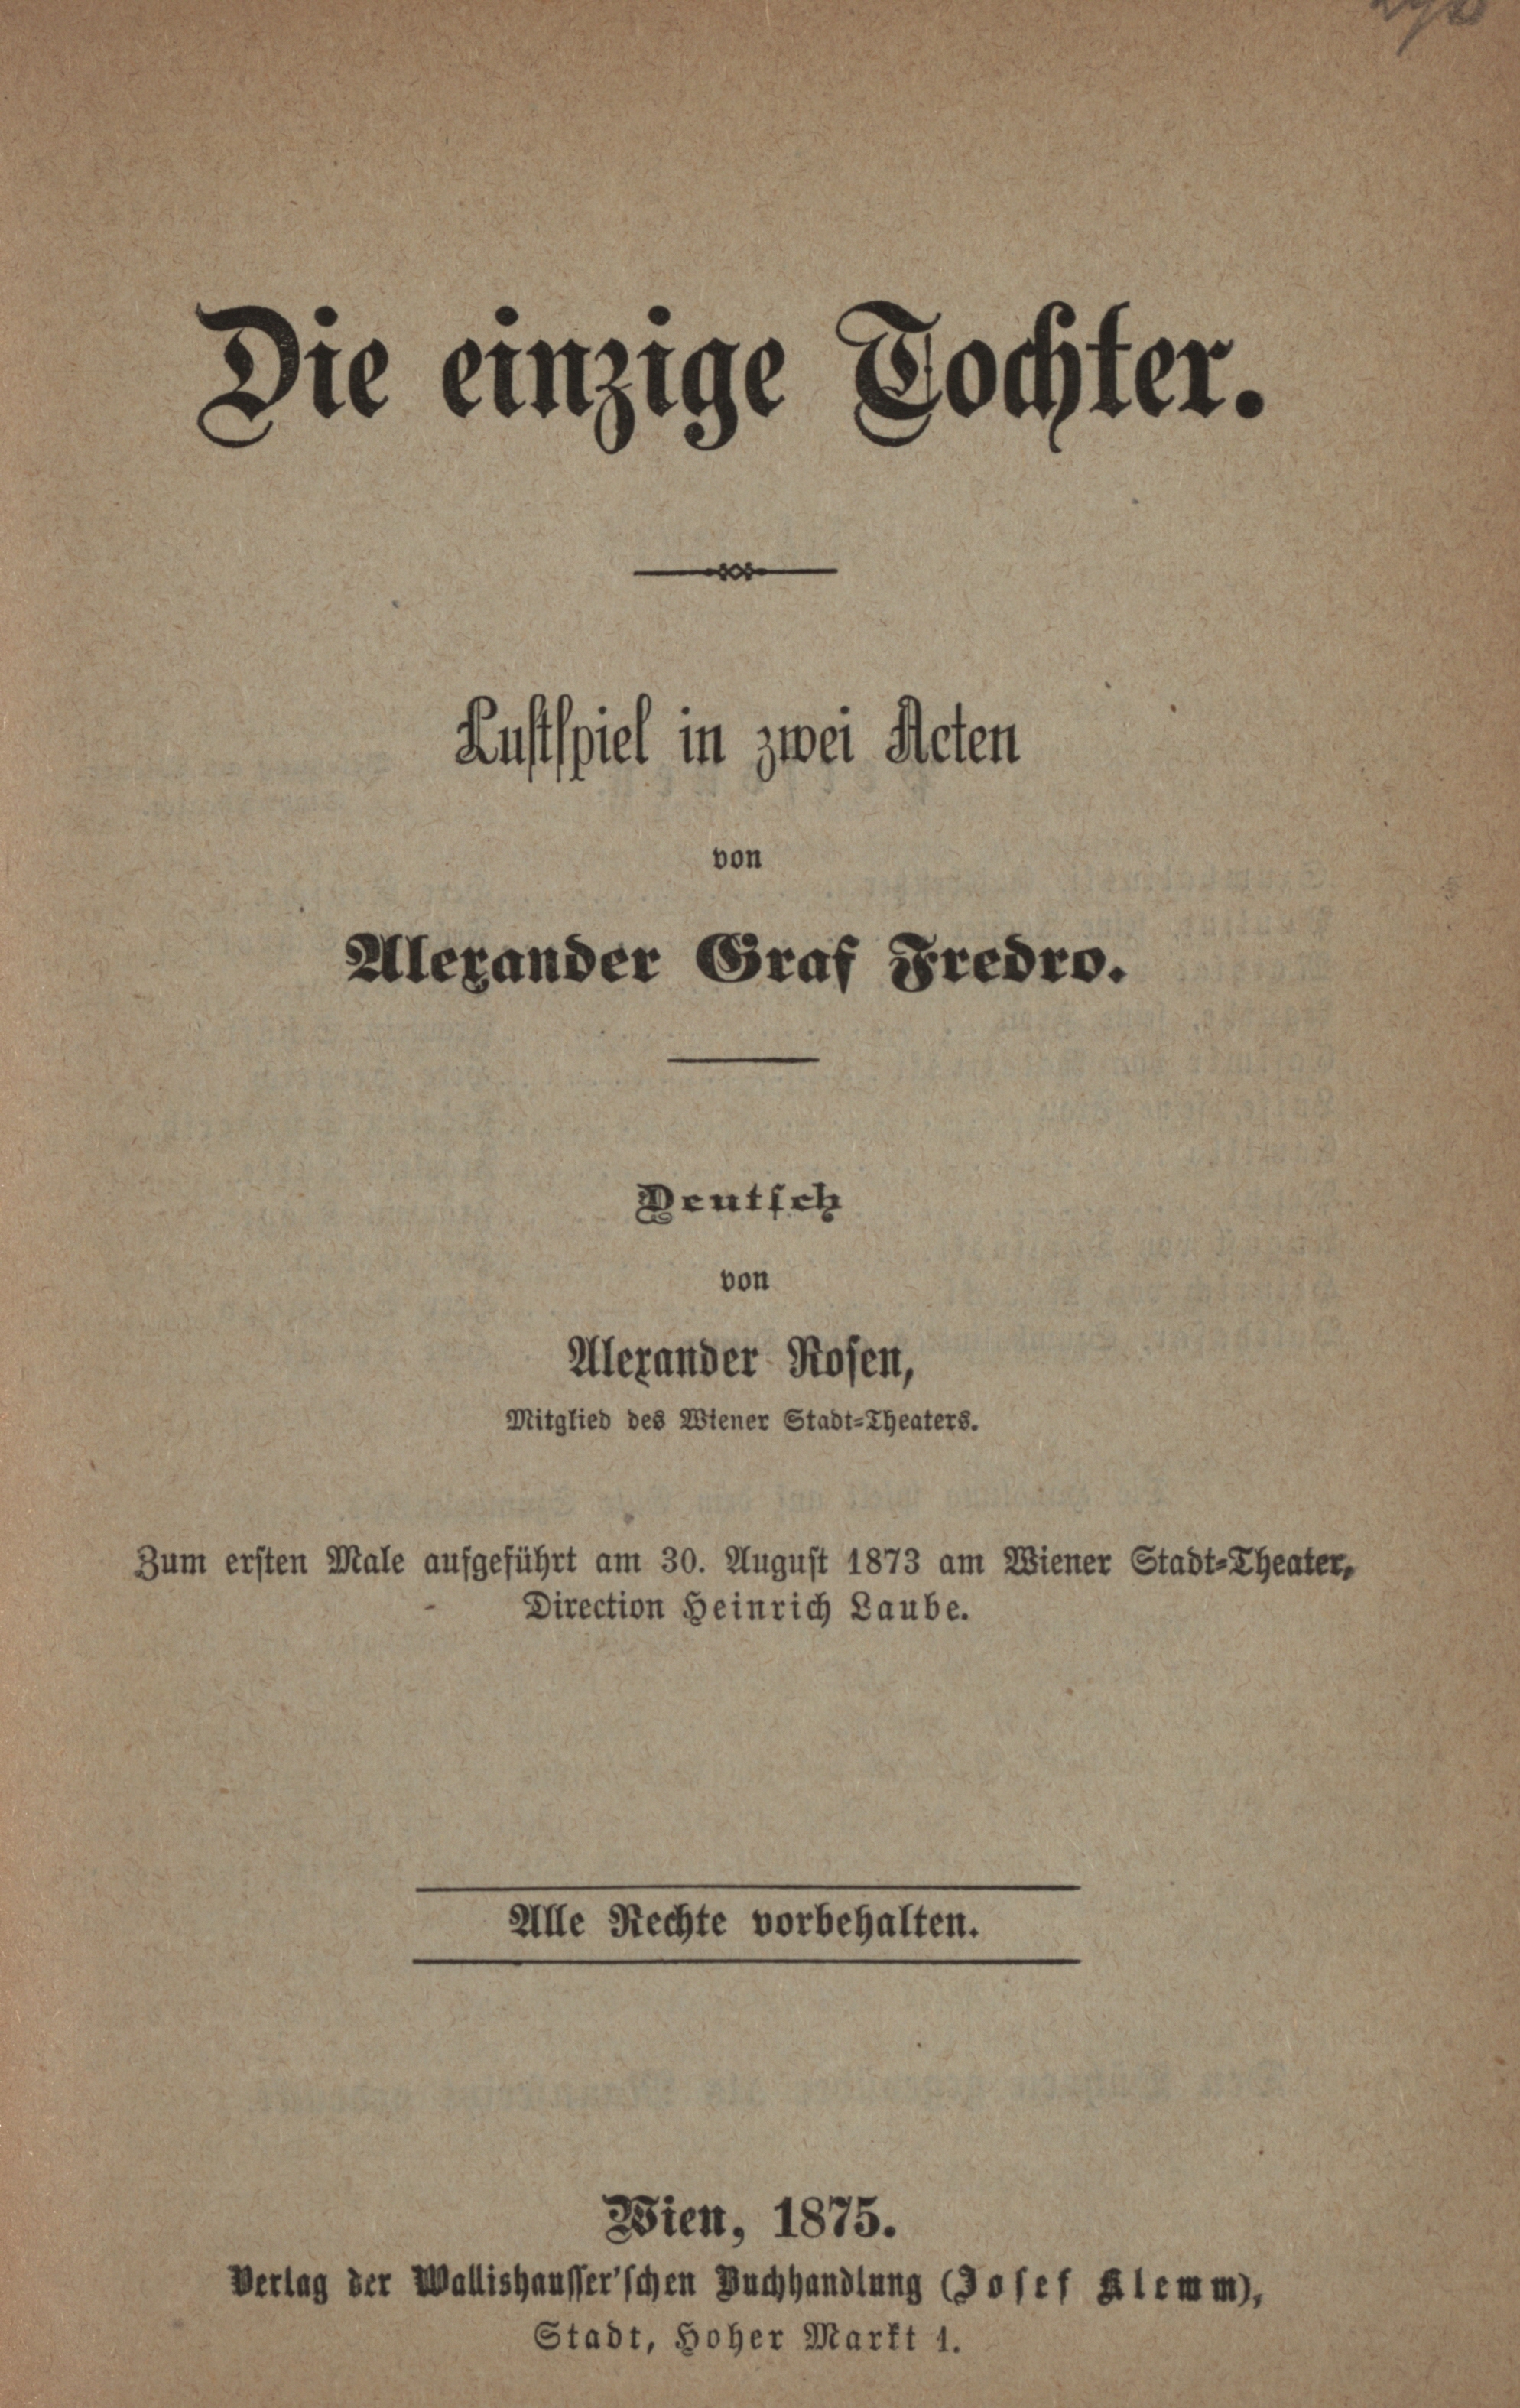 Die einzige Tochter.
Lustspiel in zwei Acten
von
Alexander Graf Fredro.
Deutsch
von
Alexander Rosen,
Mitglied des Wiener Stadt-Theaters.
Zum ersten Male aufgeführt am 30. August 1873 am Wiener Stadt-Theater,
Direction Heinrich Laube.
Alle Rechte vorbehalten.
Wien, 1875.
Verlag der Wallishausser'schen Buchhandlung (Josef Klemm),
Stadt, Hoher Markt 1.